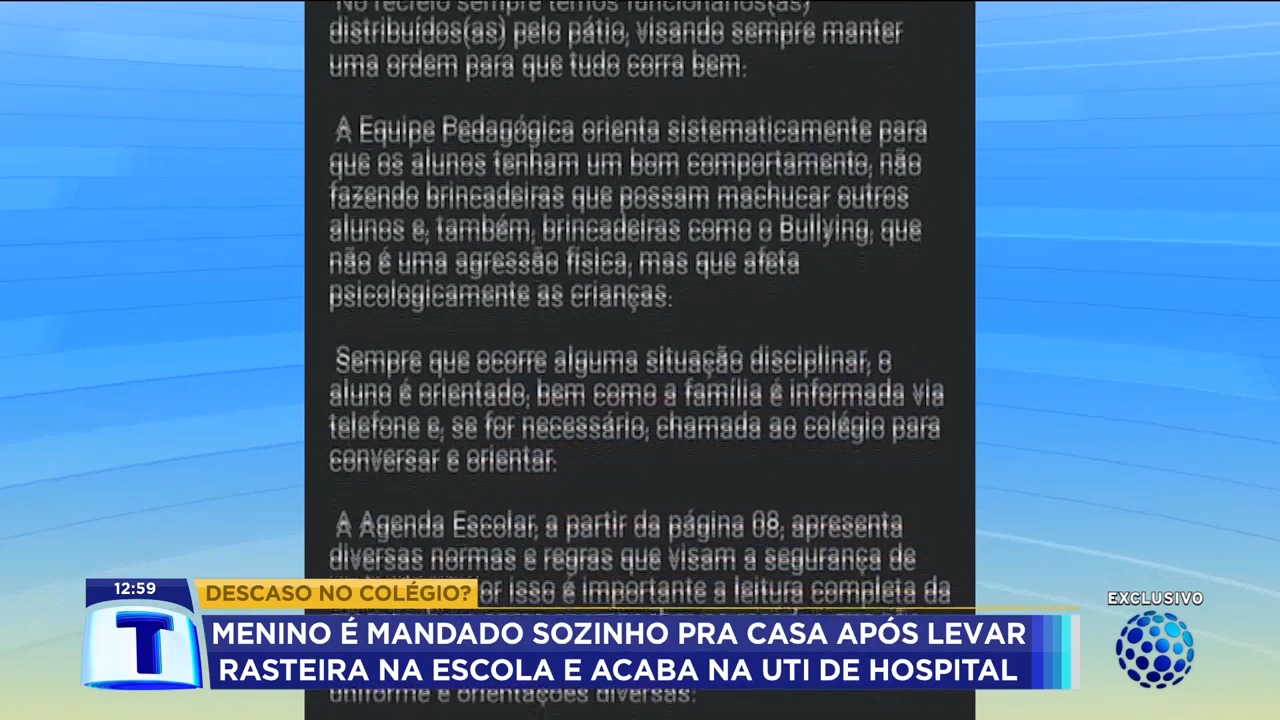 No recreio sempre temos funcionários(as)
distribuídos(as) pelo pátio, visando sempre manter
uma ordem para que tudo corra bem.
A Equipe Pedagógica orienta sistematicamente para
que os alunos tenham um bom comportamento, não
fazendo brincadeiras que possam machucar outros
alunos e, também, brincadeiras como o Bullying, que
não é uma agressão física, mas que afeta
psicologicamente as crianças.
Sempre que ocorre alguma situação disciplinar, o
aluno é orientado, bem como a família é informada via
telefone e, se for necessário, chamada ao colégio para
conversar e orientar.
A Agenda Escolar, a partir da página 08, apresenta
diversas normas e regras que visam a segurança de
or isso é importante a leitura completa da
uniforme e orientações diversas.
12:59
DESCASO NO COLÉGIO?
T
MENINO É MANDADO SOZINHO PRA CASA APÓS LEVAR
RASTEIRA NA ESCOLA E ACABA NA UTI DE HOSPITAL
EXCLUSIVO